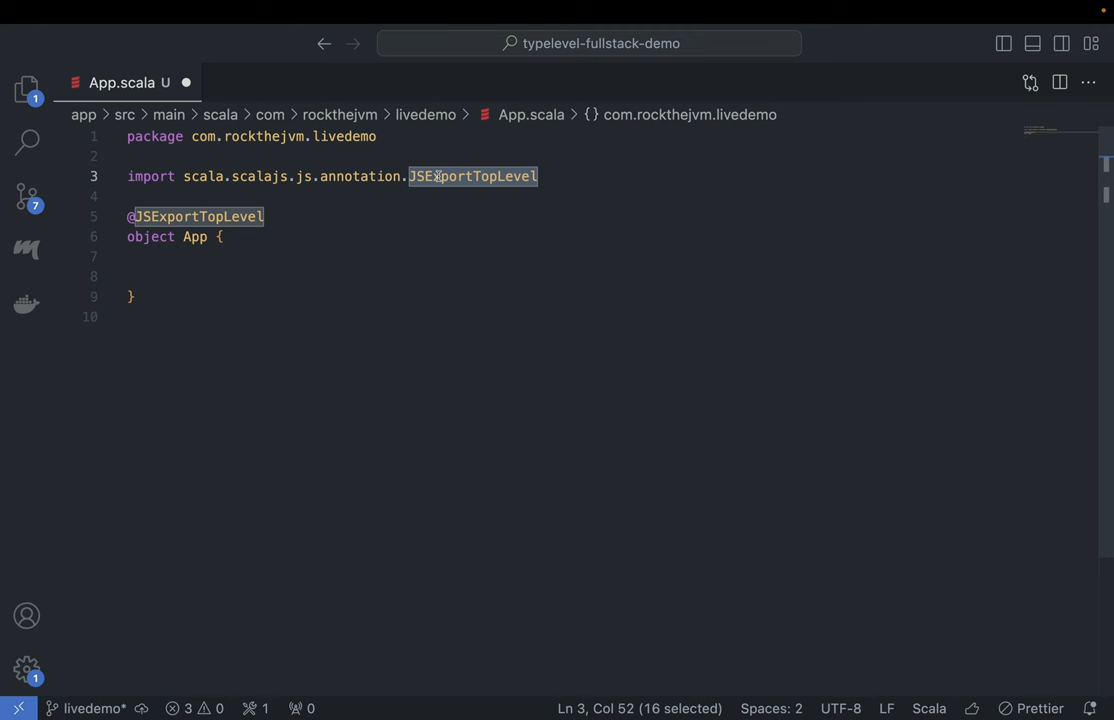 typelevel-fullstack-demo
App.scala U
app > src > main > scala > com > rockthejvm > livedemo > App.scala > {} com.rockthejvm.livedemo
1 package com.rockthejvm.livedemo
2
3 import scala.scalajs.js.annotation.JSExportTopLevel
4
5 @JSExportTopLevel
6 object App {
7
8
9 }
10
1
7
1
livedemo* 3 0 1 0 Ln 3, Col 52 (16 selected) Spaces: 2 UTF-8 LF Scala Prettier